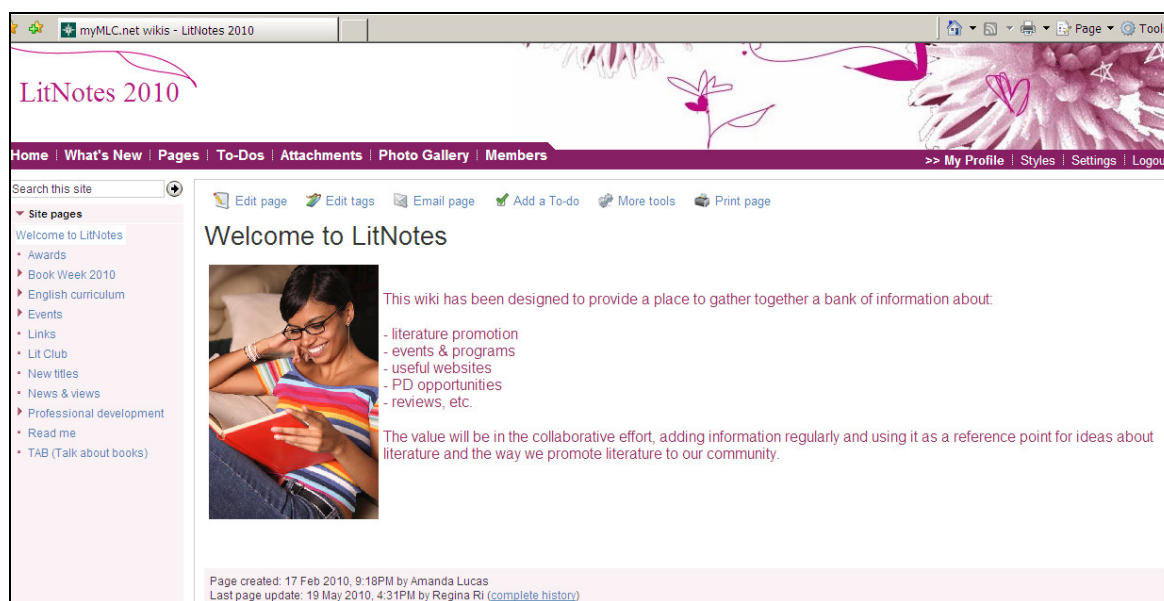 myMLC.net wikis - LitNotes 2010
Page
LitNotes 2010
Home | What's New | Pages | To-Dos | Attachments | Photo Gallery | Members
>> My Profile | Styles | Settings |
Search this site
Site pages
Welcome to LitNotes
Awards
Book Week 2010
English curriculum
Events
Links
Lit Club
New titles
News & views
Professional development
Read me
TAB (Talk about books)
Edit page Edit tags Email page Add a To-do More tools Print page
Welcome to LitNotes
This wiki has been designed to provide a place to gather together a bank of information about:
- literature promotion
- events & programs
- useful websites
- PD opportunities
- reviews, etc.
The value will be in the collaborative effort, adding information regularly and using it as a reference point for ideas about
literature and the way we promote literature to our community.
Page created: 17 Feb 2010, 9:18PM by Amanda Lucas
Last page update: 19 May 2010, 4:31PM by Regina Ri (complete history)